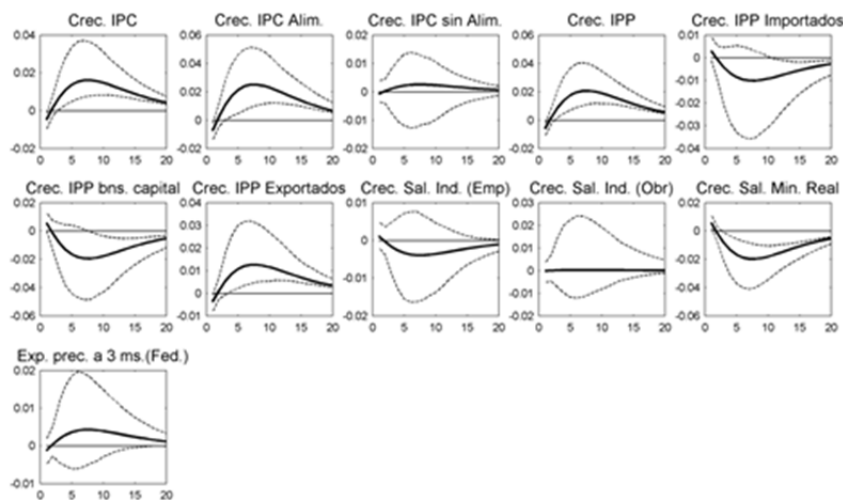 Crec. IPC
0.04
0.02
0
-0.02
0 5 10 15 20
Crec. IPC Alim.
0.06
0.04
0.02
0
-0.02
0 5 10 15 20
Crec. IPC sin Alim.
0.02
0.01
0.00
-0.01
-0.02
0 5 10 15 20
Crec. IPP
0.06
0.04
0.02
0
-0.02
0 5 10 15 20
Crec. IPP Importados
0.01
0
-0.01
-0.02
-0.03
-0.04
0 5 10 15 20
Crec. IPP bns. capital
0.02
0
-0.02
-0.04
-0.06
0 5 10 15 20
Crec. IPP Exportados
0.04
0.03
0.02
0.01
0
-0.01
0 5 10 15 20
Crec. Sal. Ind. (Emp)
0.01
0
-0.01
-0.02
0 5 10 15 20
Crec. Sal. Ind. (Obr)
0.03
0.02
0.01
0.00
-0.01
-0.02
0 5 10 15 20
Crec. Sal. Min. Real
0.02
0.00
-0.02
-0.04
-0.06
0 5 10 15 20
Exp. prec. a 3 ms.(Fed.)
0.02
0.01
0
-0.01
0 5 10 15 20